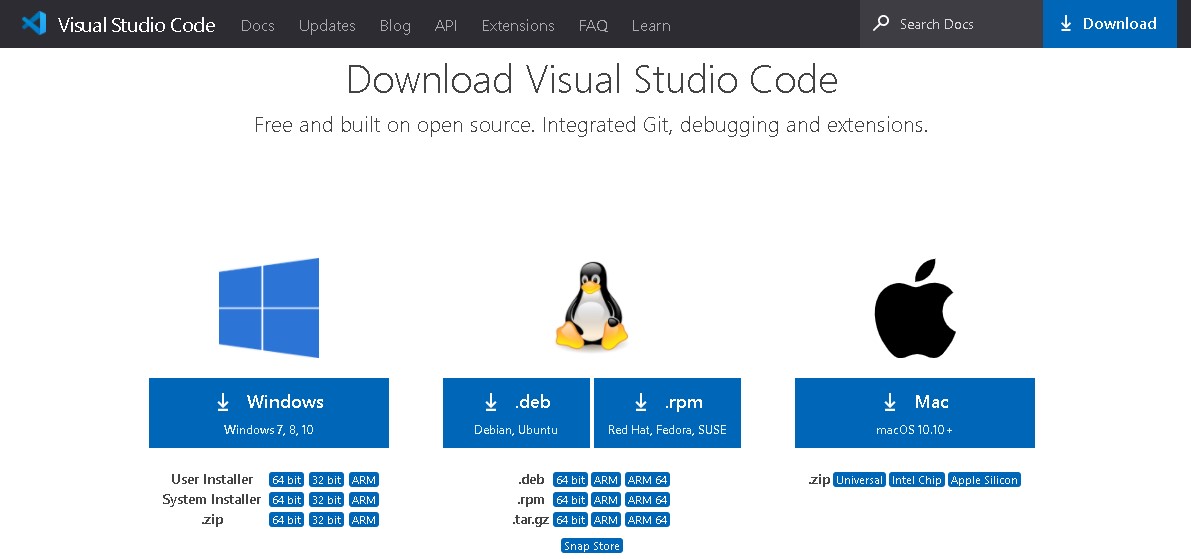 Visual Studio Code Docs Updates Blog API Extensions FAQ Learn Search Docs Download
Download Visual Studio Code
Free and built on open source. Integrated Git, debugging and extensions.
Windows
Windows 7, 8, 10
.deb
Debian, Ubuntu
.rpm
Red Hat, Fedora, SUSE
Mac
macOS 10.10+
User Installer 64 bit 32 bit ARM
System Installer 64 bit 32 bit ARM
.zip 64 bit 32 bit ARM
.deb 64 bit ARM ARM 64
.rpm 64 bit ARM ARM 64
.tar.gz 64 bit ARM ARM 64
Snap Store
.zip Universal Intel Chip Apple Silicon